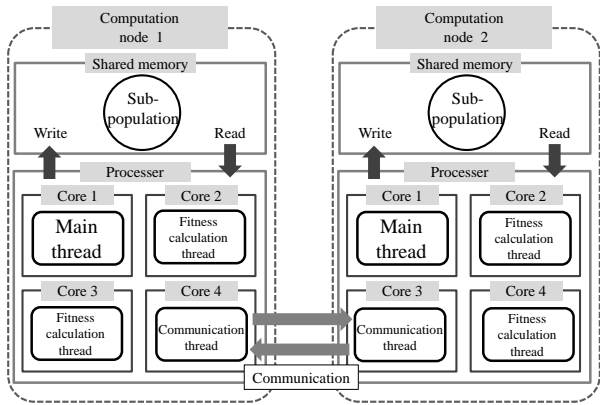 Computation
node 1
Shared memory
Sub-
population
Write
Read
Processer
Core 1
Main
thread
Core 2
Fitness
calculation
thread
Core 3
Fitness
calculation
thread
Core 4
Communication
thread
Computation
node 2
Shared memory
Sub-
population
Write
Read
Processer
Core 1
Main
thread
Core 2
Fitness
calculation
thread
Core 3
Communication
thread
Core 4
Fitness
calculation
thread
Communication